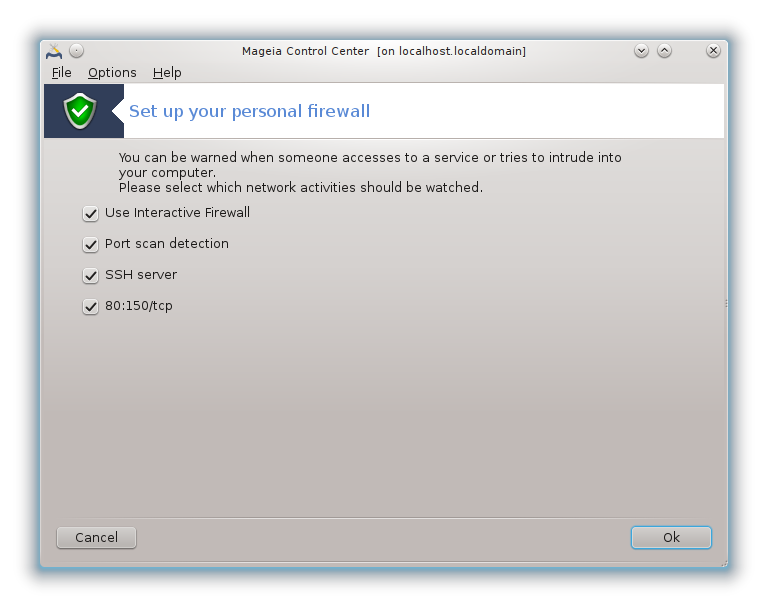 Mageia Control Center [on localhost.localdomain]
File Options Help
Set up your personal firewall
You can be warned when someone accesses to a service or tries to intrude into
your computer.
Please select which network activities should be watched.
Use Interactive Firewall
Port scan detection
SSH server
80:150/tcp
Cancel Ok